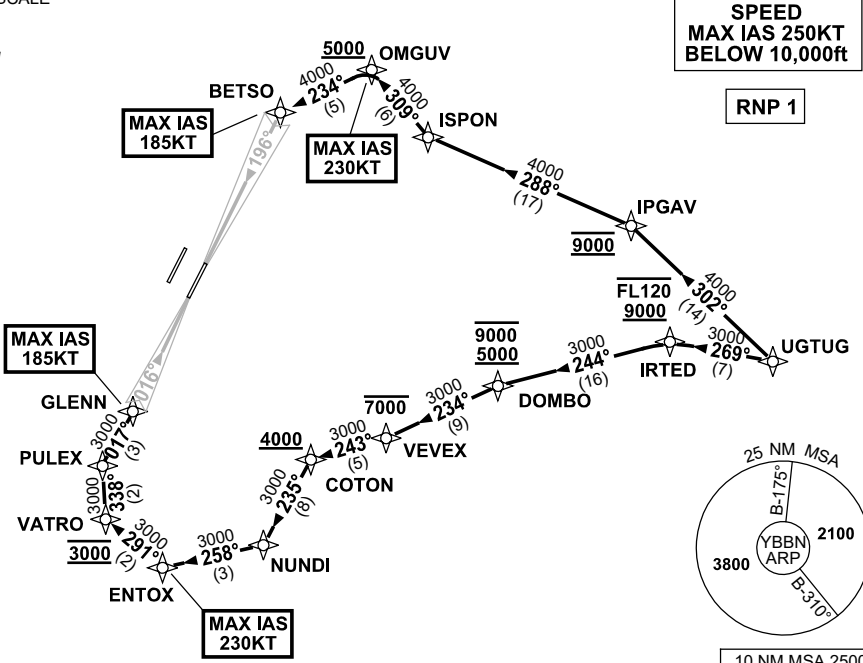 SCALE
SPEED
MAX IAS 250KT
BELOW 10,000ft
RNP 1
5000
OMGUV
4000
234°
(5)
BETSO
MAX IAS
185KT
4000
309°
(6)
ISPON
MAX IAS
230KT
196°
4000
288°
(17)
IPGAV
9000
4000
302°
(14)
FL120
9000
UGTUG
3000
269°
(7)
IRTED
9000
5000
3000
244°
(16)
DOMBO
MAX IAS
185KT
016°
GLENN
7000
3000
234°
(9)
VEVEX
4000
3000
243°
(5)
COTON
3000
017°
(3)
PULEX
3000
338°
(2)
VATRO
3000
3000
291°
(2)
3000
235°
(8)
NUNDI
3000
258°
(3)
ENTOX
MAX IAS
230KT
25 NM MSA
B-175°
2100
3800
YBBN
ARP
B-310°
10 NM MSA 2500